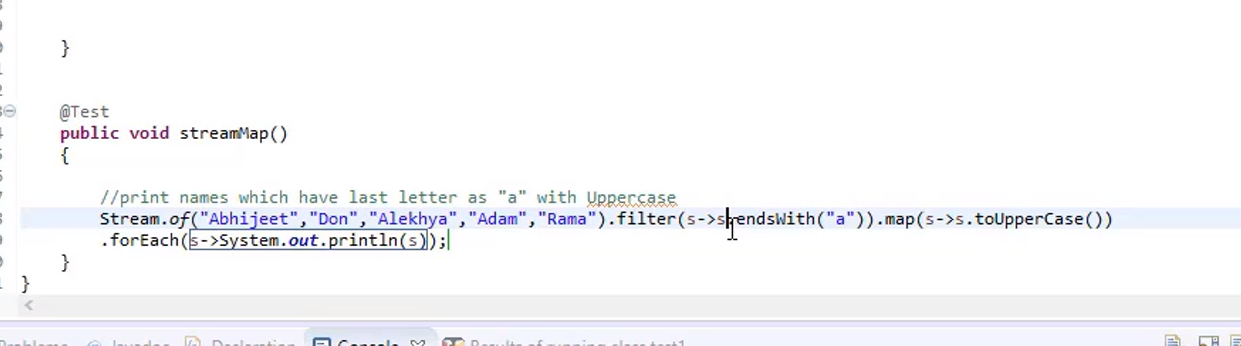 }
@Test
public void streamMap()
{
//print names which have last letter as "a" with Uppercase
Stream.of("Abhijeet","Don","Alekhya","Adam","Rama").filter(s->s.endsWith("a")).map(s->s.toUpperCase())
.forEach(s->System.out.println(s));
}
}
Problems Javadoc Declaration Console Results of running class test1